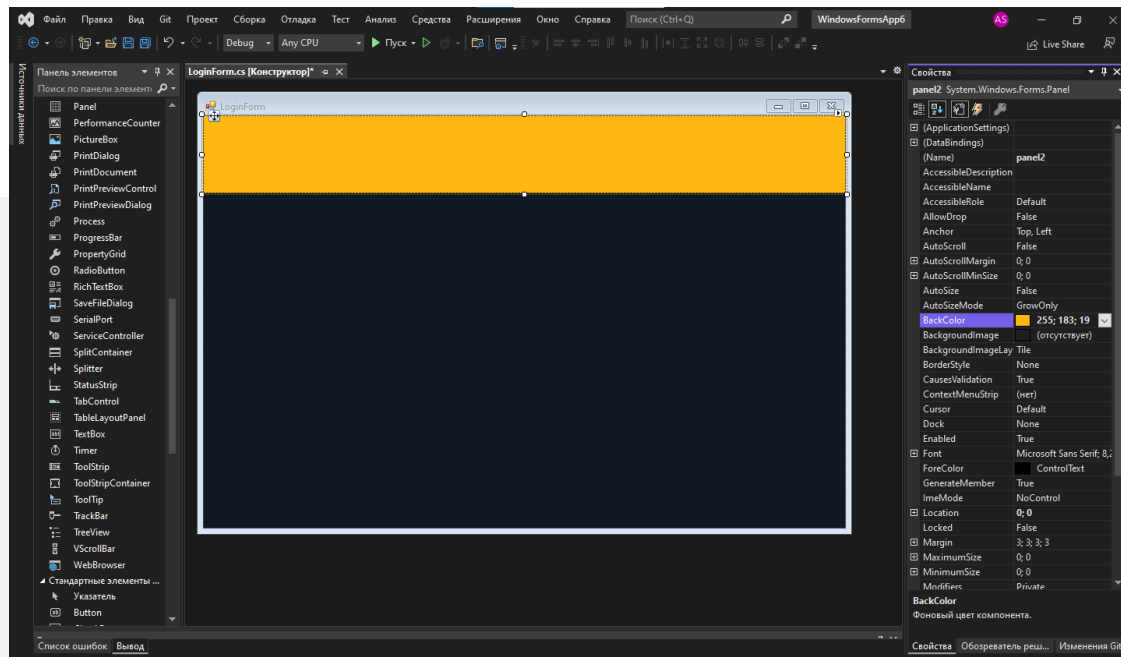 Файл Правка Вид Git Проект Сборка Отладка Тест Анализ Средства Расширения Окно Справка Поиск (Ctrl+Q) WindowsFormsApp6 AS
Debug Any CPU Пуск Live Share
Источники данных
Панель элементов
Поиск по панели элементі
Panel
PerformanceCounter
PictureBox
PrintDialog
PrintDocument
PrintPreviewControl
PrintPreviewDialog
Process
ProgressBar
PropertyGrid
RadioButton
RichTextBox
SaveFileDialog
SerialPort
ServiceController
SplitContainer
Splitter
StatusStrip
TabControl
TableLayoutPanel
TextBox
Timer
ToolStrip
ToolStripContainer
ToolTip
TrackBar
TreeView
VScrollBar
WebBrowser
Стандартные элементы ...
Указатель
Button
LoginForm.cs [Конструктор]*
LoginForm
Свойства
panel2 System.Windows.Forms.Panel
(ApplicationSettings)
(DataBindings)
(Name) panel2
AccessibleDescription
AccessibleName
AccessibleRole Default
AllowDrop False
Anchor Top, Left
AutoScroll False
AutoScrollMargin 0; 0
AutoScrollMinSize 0; 0
AutoSize False
AutoSizeMode GrowOnly
BackColor 255; 183; 19
BackgroundImage (отсутствует)
BackgroundImageLay Tile
BorderStyle None
CausesValidation True
ContextMenuStrip (нет)
Cursor Default
Dock None
Enabled True
Font Microsoft Sans Serif; 8,2
ForeColor ControlText
GenerateMember True
ImeMode NoControl
Location 0; 0
Locked False
Margin 3; 3; 3; 3
MaximumSize 0; 0
MinimumSize 0; 0
Modifiers Private
BackColor
Фоновый цвет компонента.
Список ошибок Вывод
Свойства Обозреватель реш... Изменения Git